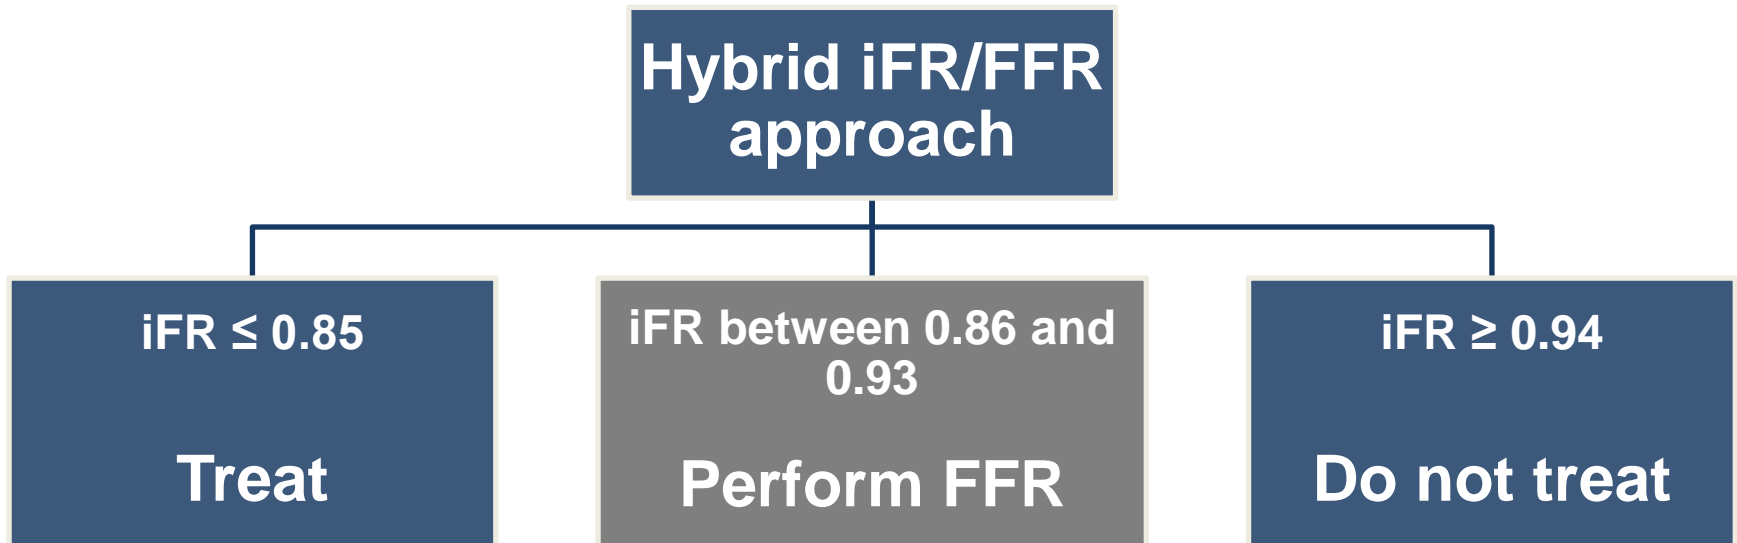 Hybrid iFR/FFR
approach
iFR ≤ 0.85
Treat
iFR between 0.86 and
0.93
Perform FFR
iFR ≥ 0.94
Do not treat